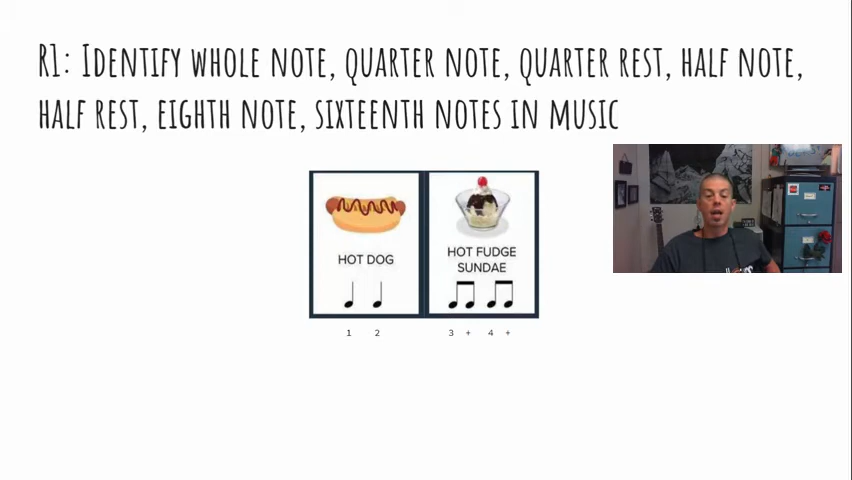 R1: Identify whole note, quarter note, quarter rest, half note,
half rest, eighth note, sixteenth notes in music
HOT DOG
HOT FUDGE
SUNDAE
1 2 3 + 4 +